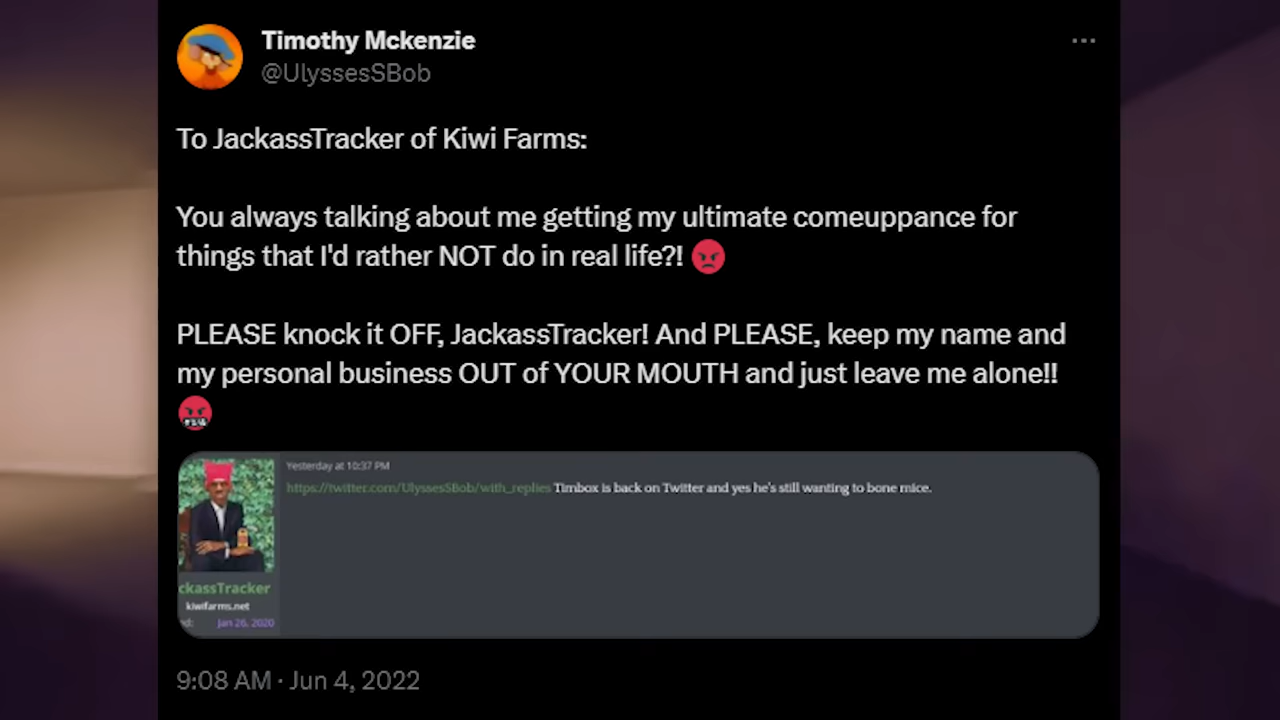 Timothy Mckenzie
@UlyssesSBob
To JackassTracker of Kiwi Farms:
You always talking about me getting my ultimate comeuppance for
things that I'd rather NOT do in real life?! 😡
PLEASE knock it OFF, JackassTracker! And PLEASE, keep my name and
my personal business OUT of YOUR MOUTH and just leave me alone!!
🤬
Yesterday at 10:37 PM
https://twitter.com/UlyssesSBob/with_replies Timbox is back on Twitter and yes he's still wanting to bone mice.
ckassTracker
kiwifarms.net
ed: Jan 26, 2020
9:08 AM · Jun 4, 2022